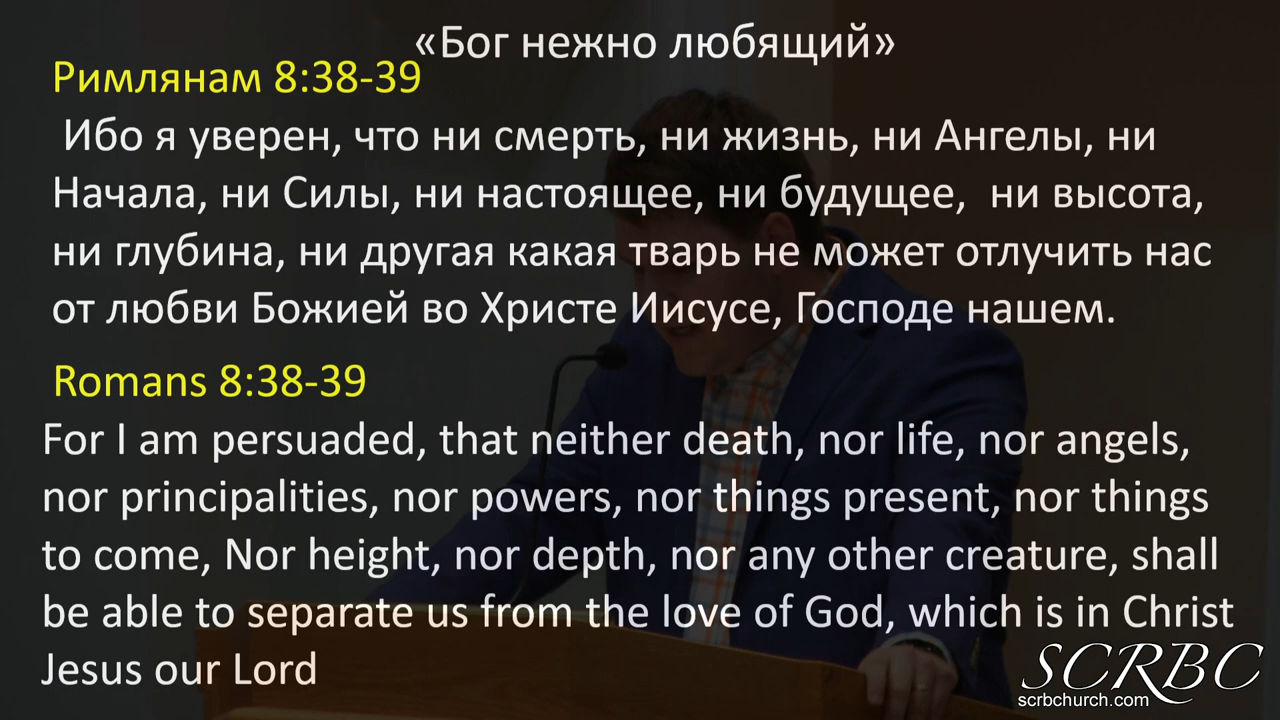 «Бог нежно любящий»
Римлянам 8:38-39
Ибо я уверен, что ни смерть, ни жизнь, ни Ангелы, ни
Начала, ни Силы, ни настоящее, ни будущее,  ни высота,
ни глубина, ни другая какая тварь не может отлучить нас
от любви Божией во Христе Иисусе, Господе нашем.
Romans 8:38-39
For I am persuaded, that neither death, nor life, nor angels,
nor principalities, nor powers, nor things present, nor things
to come, Nor height, nor depth, nor any other creature, shall
be able to separate us from the love of God, which is in Christ
Jesus our Lord
SCRBC
scrbchurch.com